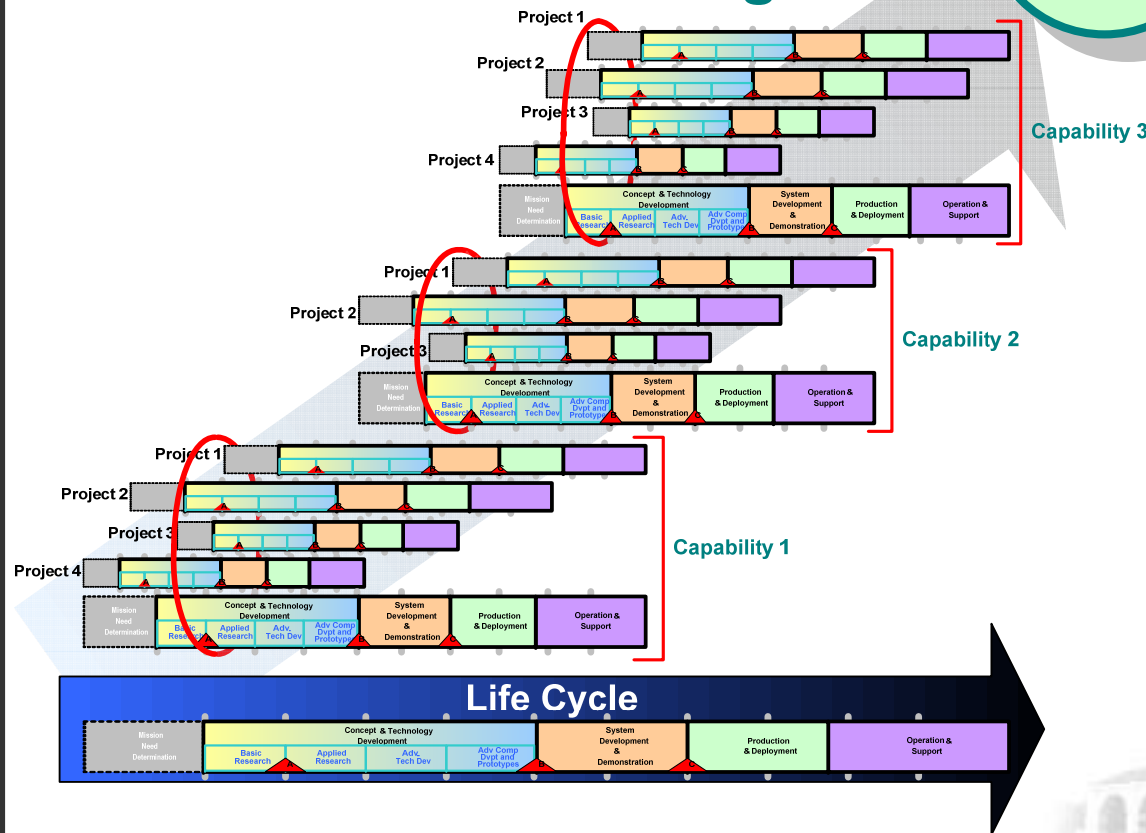 Project 1
A
B
C
Project 2
A
B
C
Project 3
A
B
C
Capability 3
Project 4
B
C
Mission
Need
Determination
Concept & Technology
Development
Basic
Research
Applied
Research
Adv.
Tech Dev
Adv Comp
Dvpt and
Prototypes
System
Development
&
Demonstration
Production
& Deployment
Operation &
Support
A
B
C
Project 1
A
B
C
Project 2
A
B
C
Capability 2
Project 3
A
B
C
Mission
Need
Determination
Concept & Technology
Development
Basic
Research
Applied
Research
Adv.
Tech Dev
Adv Comp
Dvpt and
Prototypes
System
Development
&
Demonstration
Production
& Deployment
Operation &
Support
A
B
C
Project 1
A
B
C
Project 2
A
B
C
Project 3
A
B
C
Capability 1
Project 4
A
B
C
Mission
Need
Determination
Concept & Technology
Development
Basic
Research
Applied
Research
Adv.
Tech Dev
Adv Comp
Dvpt and
Prototypes
System
Development
&
Demonstration
Production
& Deployment
Operation &
Support
A
B
C
Life Cycle
Mission
Need
Determination
Concept & Technology
Development
Basic
Research
Applied
Research
Adv.
Tech Dev
Adv Comp
Dvpt and
Prototypes
System
Development
&
Demonstration
Production
& Deployment
Operation &
Support
A
B
C